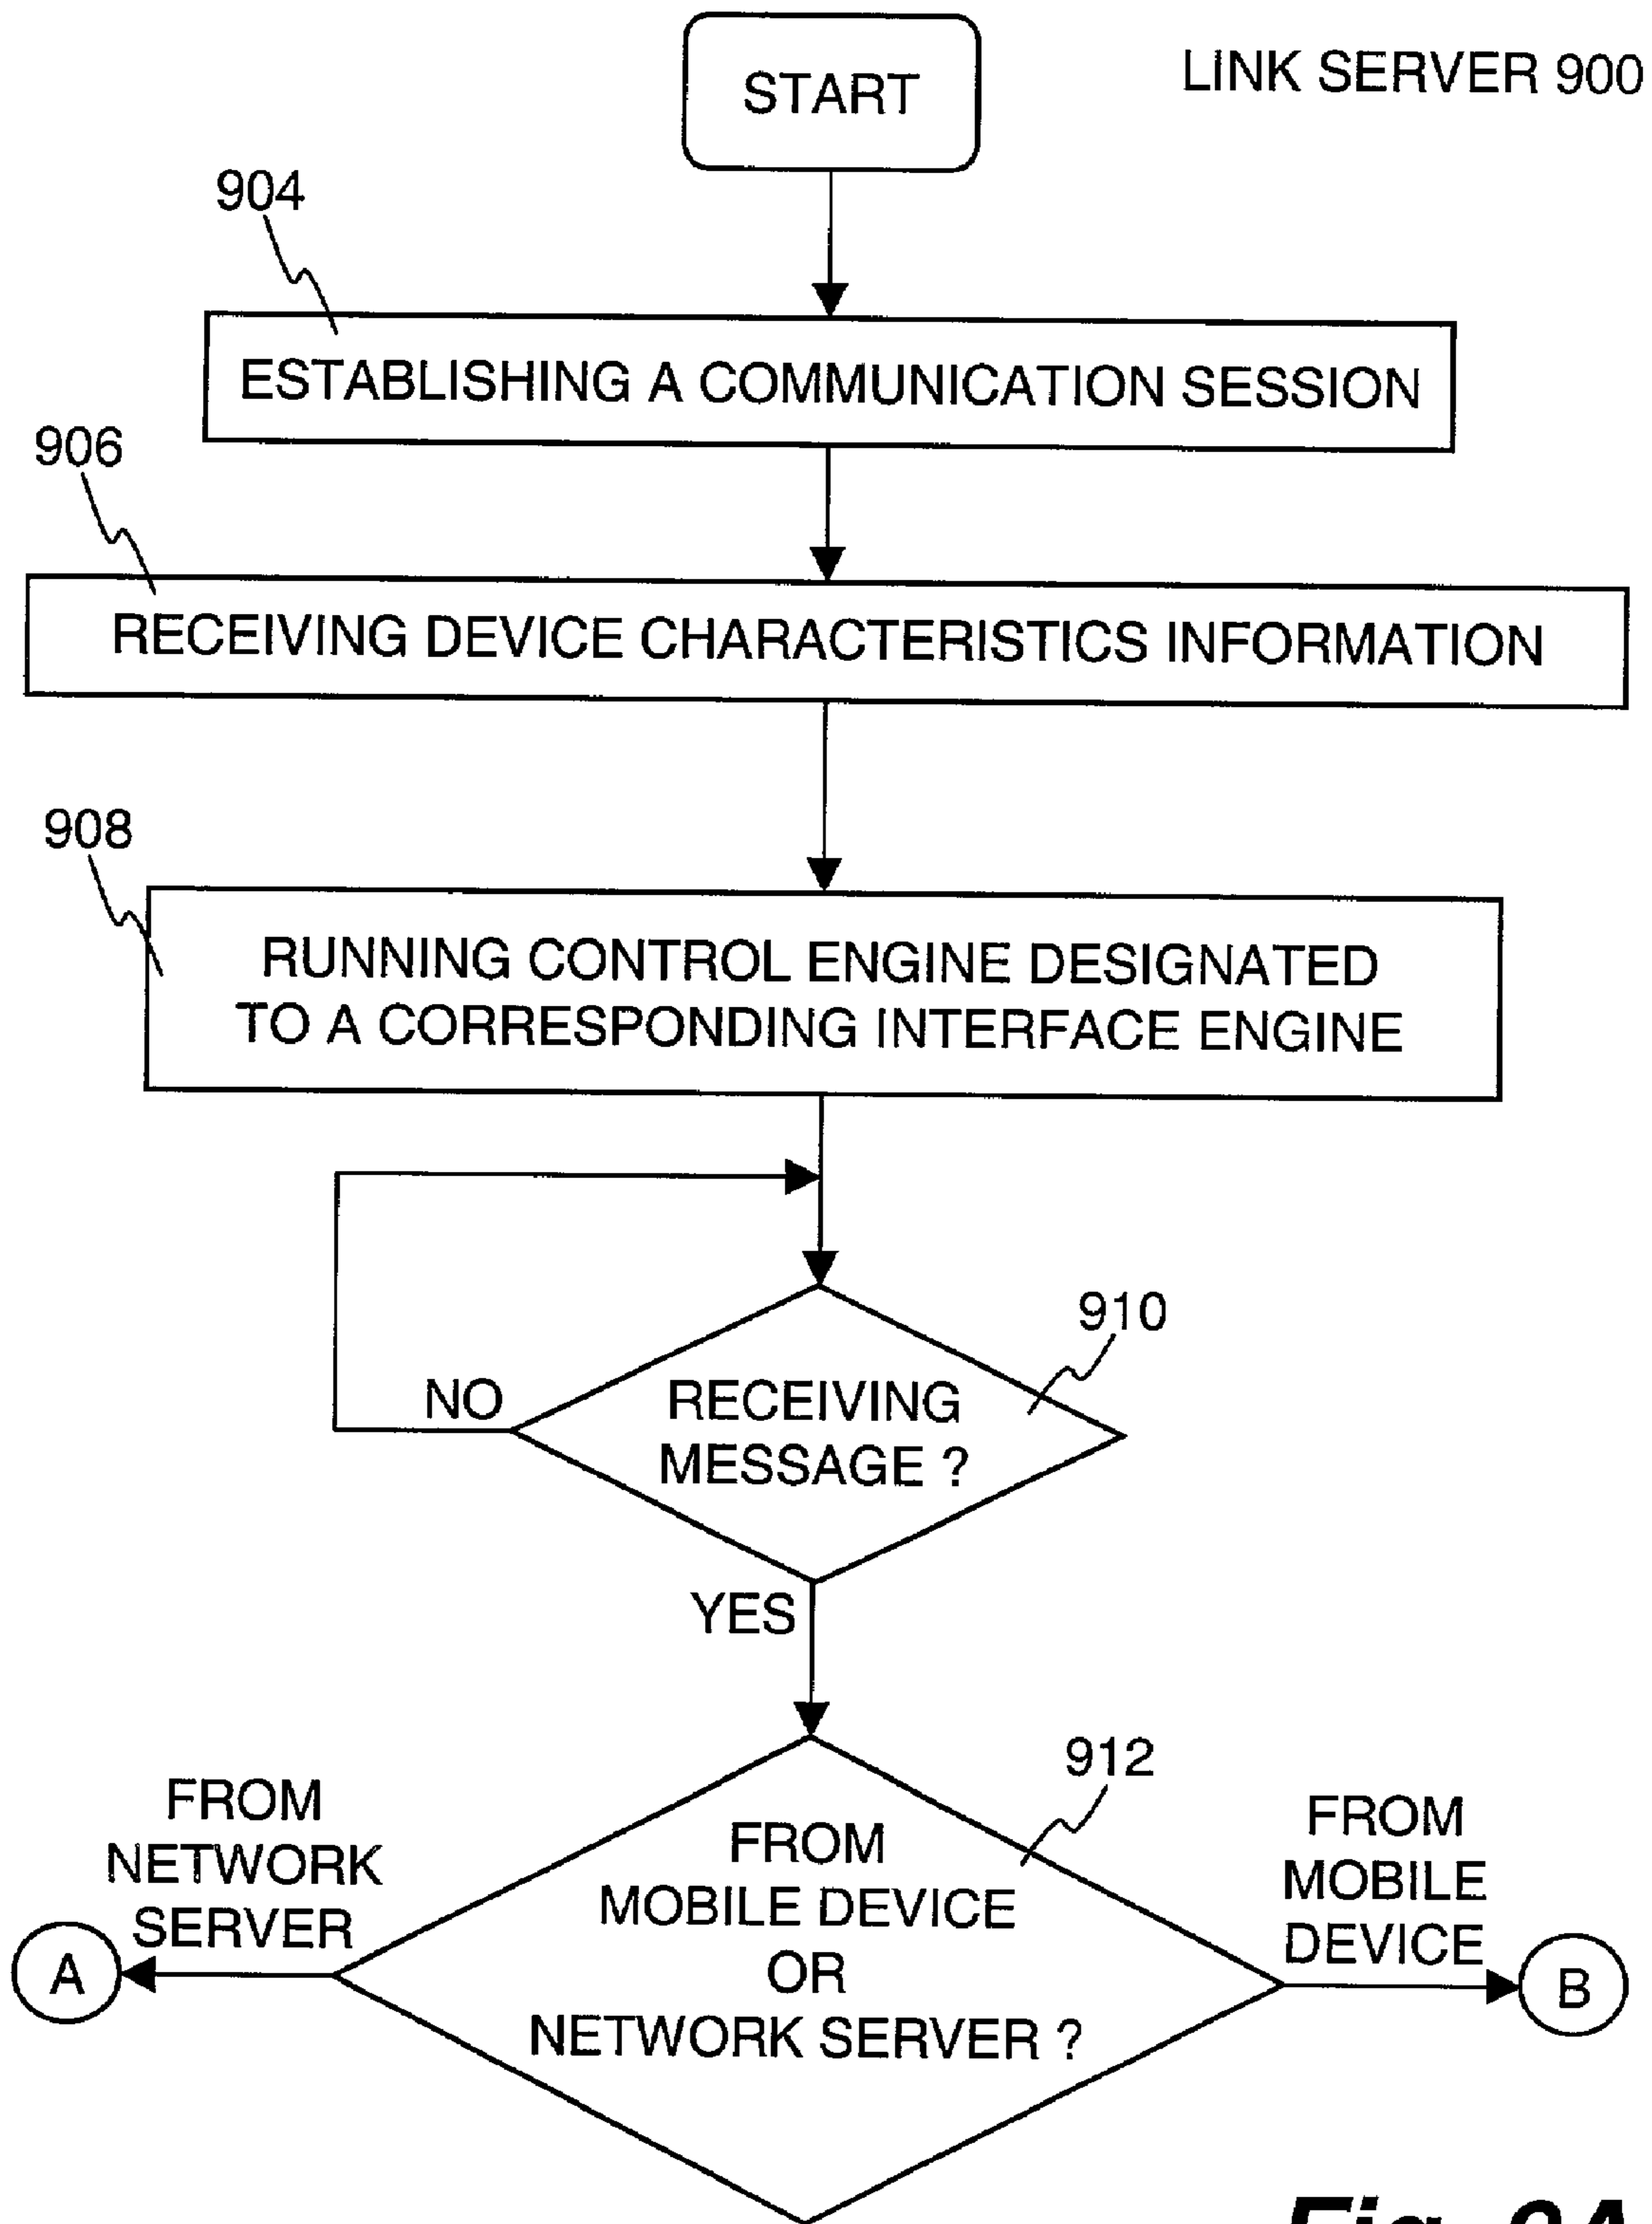 START
LINK SERVER 900
904
ESTABLISHING A COMMUNICATION SESSION
906
RECEIVING DEVICE CHARACTERISTICS INFORMATION
908
RUNNING CONTROL ENGINE DESIGNATED
TO A CORRESPONDING INTERFACE ENGINE
910
NO
RECEIVING
MESSAGE ?
YES
912
FROM
NETWORK
SERVER
FROM
MOBILE DEVICE
OR
NETWORK SERVER ?
FROM
MOBILE
DEVICE
A
B
Fig. 9A